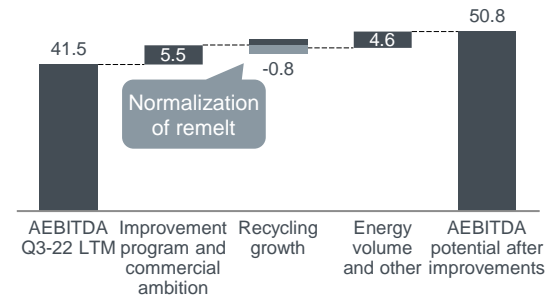 41.5
5.5
-0.8
4.6
50.8
Normalization
of remelt
AEBITDA
Q3-22 LTM
Improvement
program and
commercial
ambition
Recycling
growth
Energy
volume
and other
AEBITDA
potential after
improvements